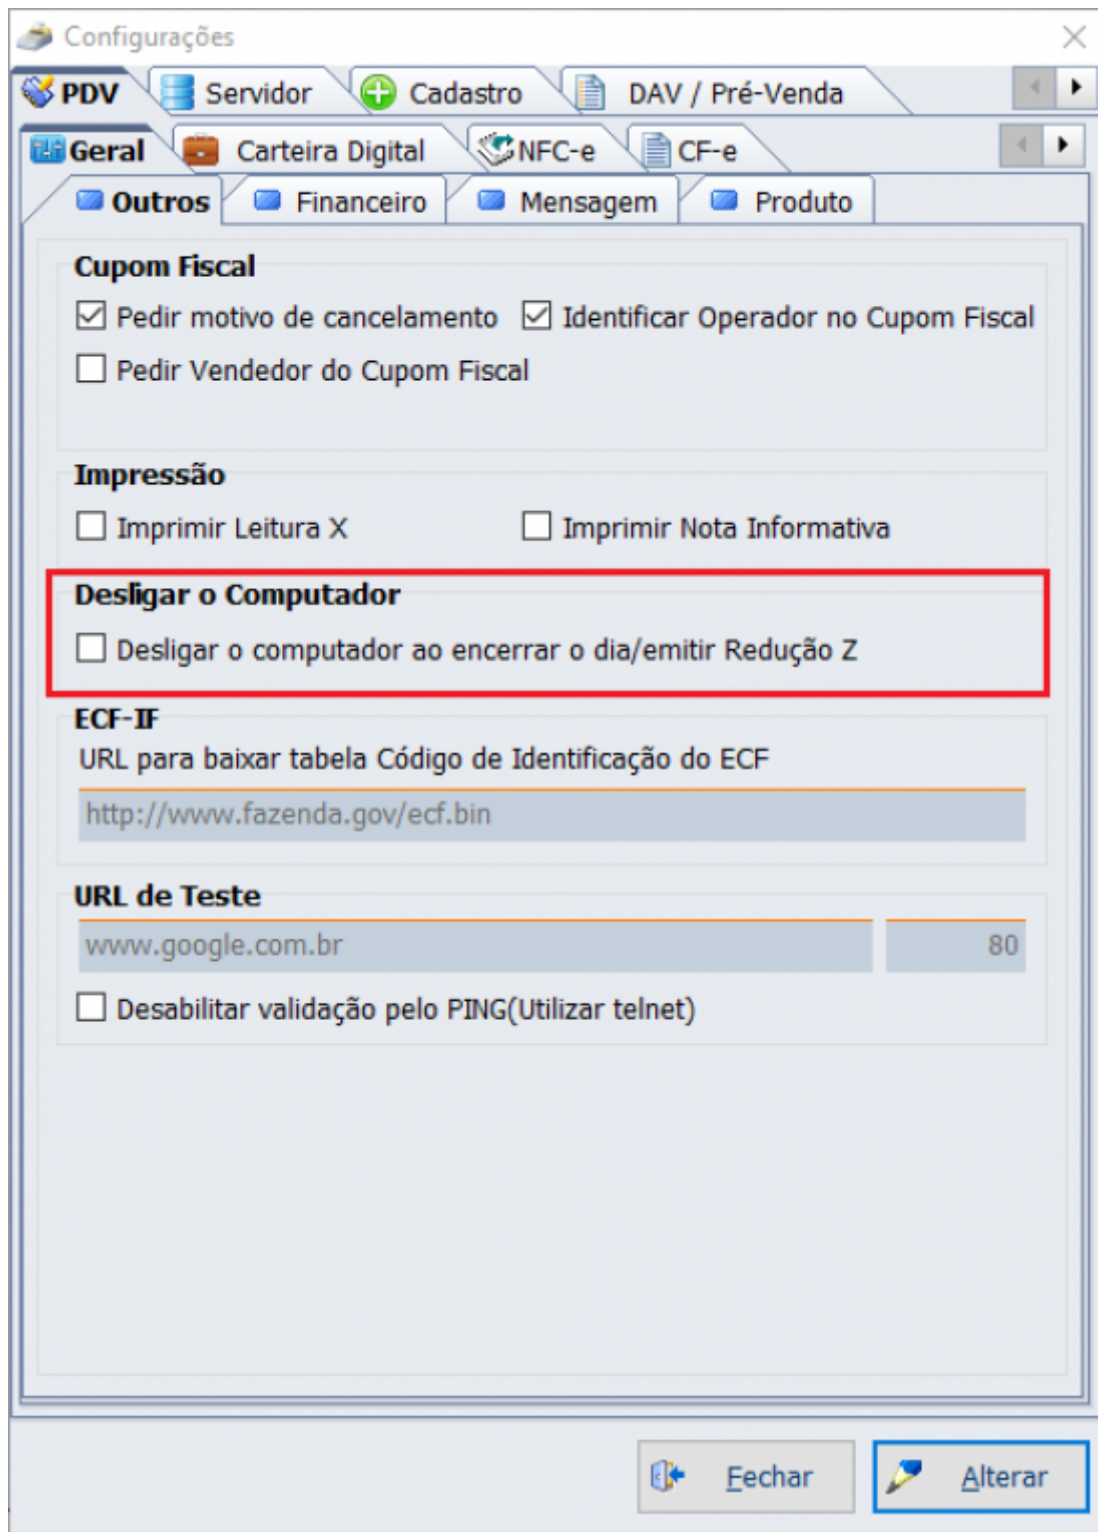 Configurações
PDV Servidor Cadastro DAV / Pré-Venda
Geral Carteira Digital NFC-e CF-e
Outros Financeiro Mensagem Produto
Cupom Fiscal
Pedir motivo de cancelamento Identificar Operador no Cupom Fiscal
Pedir Vendedor do Cupom Fiscal
Impressão
Imprimir Leitura X Imprimir Nota Informativa
Desligar o Computador
Desligar o computador ao encerrar o dia/emitir Redução Z
ECF-IF
URL para baixar tabela Código de Identificação do ECF
http://www.fazenda.gov/ecf.bin
URL de Teste
www.google.com.br 80
Desabilitar validação pelo PING(Utilizar telnet)
Fechar Alterar